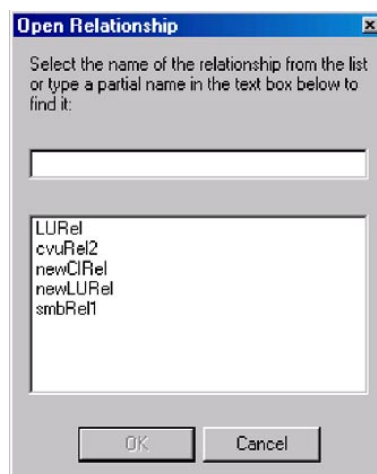 Open Relationship
Select the name of the relationship from the list
or type a partial name in the text box below to
find it:
LURel
cvuRel2
newCIRel
newLURel
smbRel1
OK
Cancel